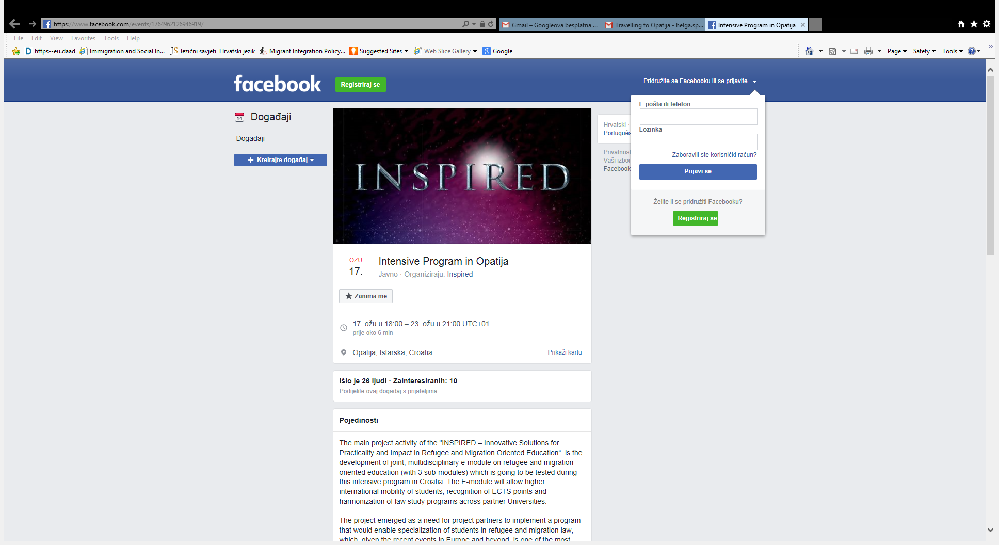 https://www.facebook.com/events/1764962126946919/
Gmail – Googleova besplatna ...
Travelling to Opatija - helga.sp...
Intensive Program in Opatija
File Edit View Favorites Tools Help
https--eu.daad
Immigration and Social In...
JS Jezični savjeti
Hrvatski jezik
Migrant Integration Policy...
Suggested Sites
Web Slice Gallery
Google
Page Safety Tools
facebook
Registriraj se
Pridružite se Facebooku ili se prijavite
E-pošta ili telefon
Lozinka
Zaboravili ste korisnički račun?
Prijavi se
Želite li se pridružiti Facebooku?
Registriraj se
14
Događaji
Događaji
+ Kreirajte događaj
INSPIRED
Hrvatski ·
Português
Privatnost
Vaši izbor
Facebook
OZU
17.
Intensive Program in Opatija
Javno · Organiziraju: Inspired
Zanima me
17. ožu u 18:00 – 23. ožu u 21:00 UTC+01
prije oko 6 min
Opatija, Istarska, Croatia
Prikaži kartu
Išlo je 26 ljudi · Zainteresiranih: 10
Podijelite ovaj događaj s prijateljima
Pojedinosti
The main project activity of the "INSPIRED – Innovative Solutions for
Practicality and Impact in Refugee and Migration Oriented Education“ is the
development of joint, multidisciplinary e-module on refugee and migration
oriented education (with 3 sub-modules) which is going to be tested during
this intensive program in Croatia. The E-module will allow higher
international mobility of students, recognition of ECTS points and
harmonization of law study programs across partner Universities.
The project emerged as a need for project partners to implement a program
that would enable specialization of students in refugee and migration law,
which, given the recent events in Europe and beyond, is one of the most